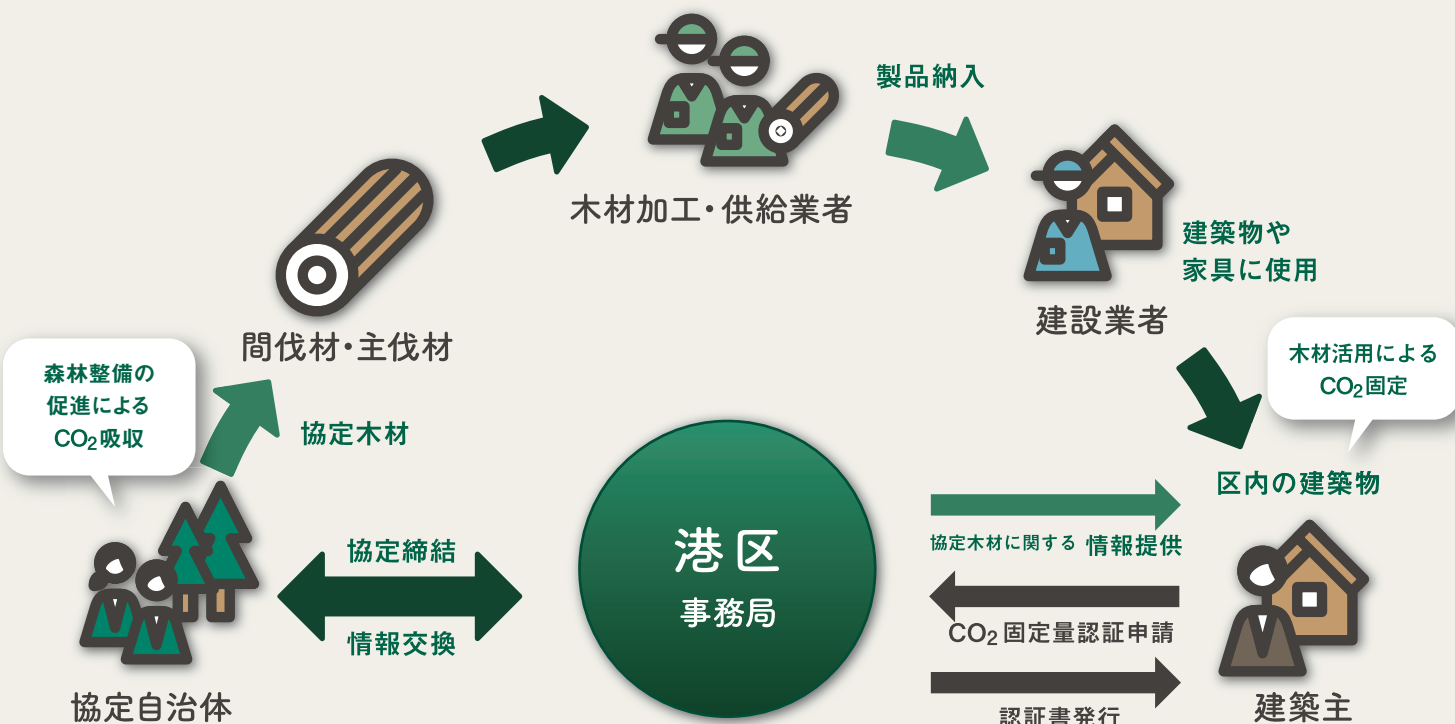 製品納入
木材加工・供給業者
建築物や
家具に使用
建設業者
間伐材・主伐材
森林整備の
促進による
CO₂吸収
木材活用による
CO₂固定
協定木材
区内の建築物
港区
事務局
協定締結
情報交換
協定木材に関する 情報提供
CO₂固定量認証申請
認証書発行
協定自治体
建築主